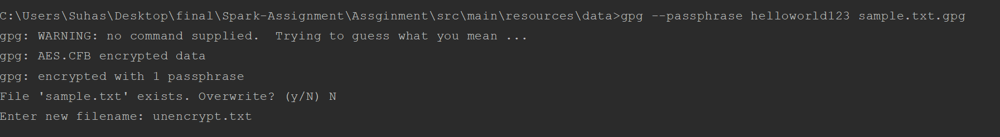 C:\Users\Suhas\Desktop\final\Spark-Assignment\Assginment\src\main\resources\data>gpg --passphrase helloworld123 sample.txt.gpg
gpg: WARNING: no command supplied.  Trying to guess what you mean ...
gpg: AES.CFB encrypted data
gpg: encrypted with 1 passphrase
File 'sample.txt' exists. Overwrite? (y/N) N
Enter new filename: unencrypt.txt